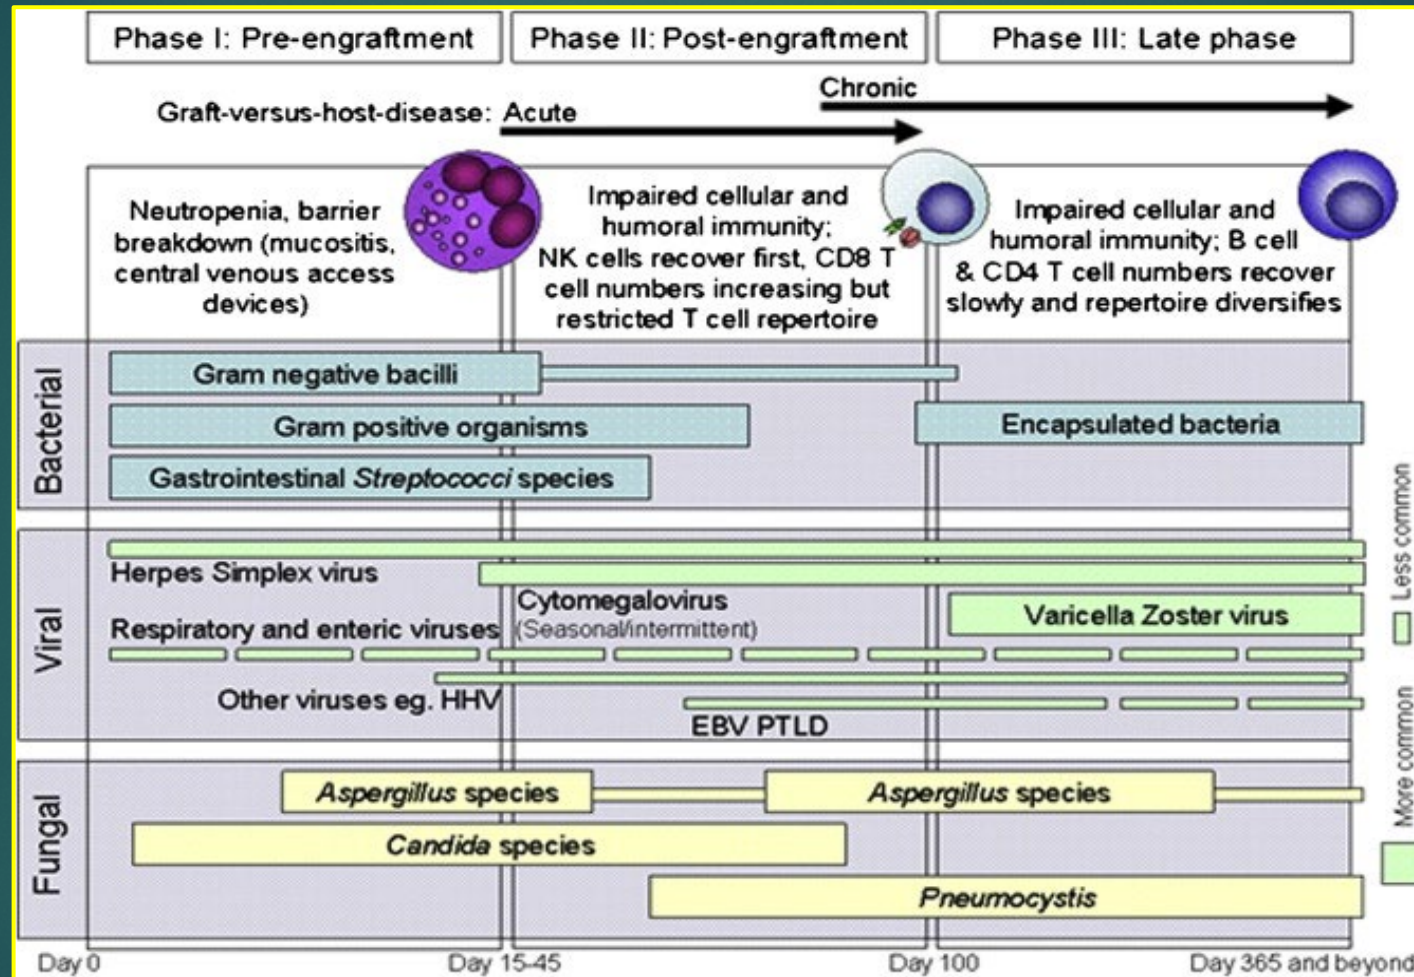 Phase I: Pre-engraftment
Phase II: Post-engraftment
Phase III: Late phase
Chronic
Graft-versus-host-disease: Acute
Neutropenia, barrier
breakdown (mucositis,
central venous access
devices)
Impaired cellular and
humoral immunity;
NK cells recover first, CD8 T
cell numbers increasing but
restricted T cell repertoire
Impaired cellular and
humoral immunity; B cell
& CD4 T cell numbers recover
slowly and repertoire diversifies
Bacterial
Gram negative bacilli
Gram positive organisms
Encapsulated bacteria
Gastrointestinal Streptococci species
Viral
Herpes Simplex virus
Cytomegalovirus
(Seasonal/intermittent)
Varicella Zoster virus
Respiratory and enteric viruses
Other viruses eg. HHV
EBV PTLD
Less common
More common
Fungal
Aspergillus species
Aspergillus species
Candida species
Pneumocystis
Day 0
Day 15-45
Day 100
Day 365 and beyond